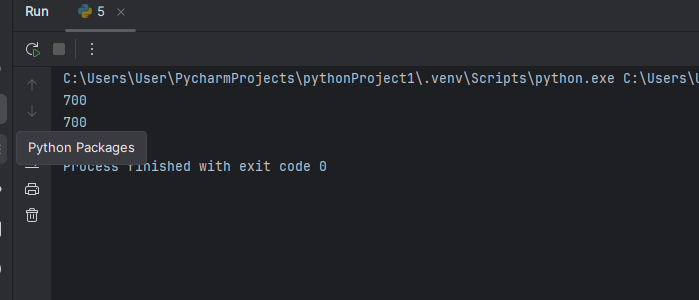 Run
5
C:\Users\User\PycharmProjects\pythonProject1\.venv\Scripts\python.exe C:\Users\U
700
700
Python Packages
Process finished with exit code 0